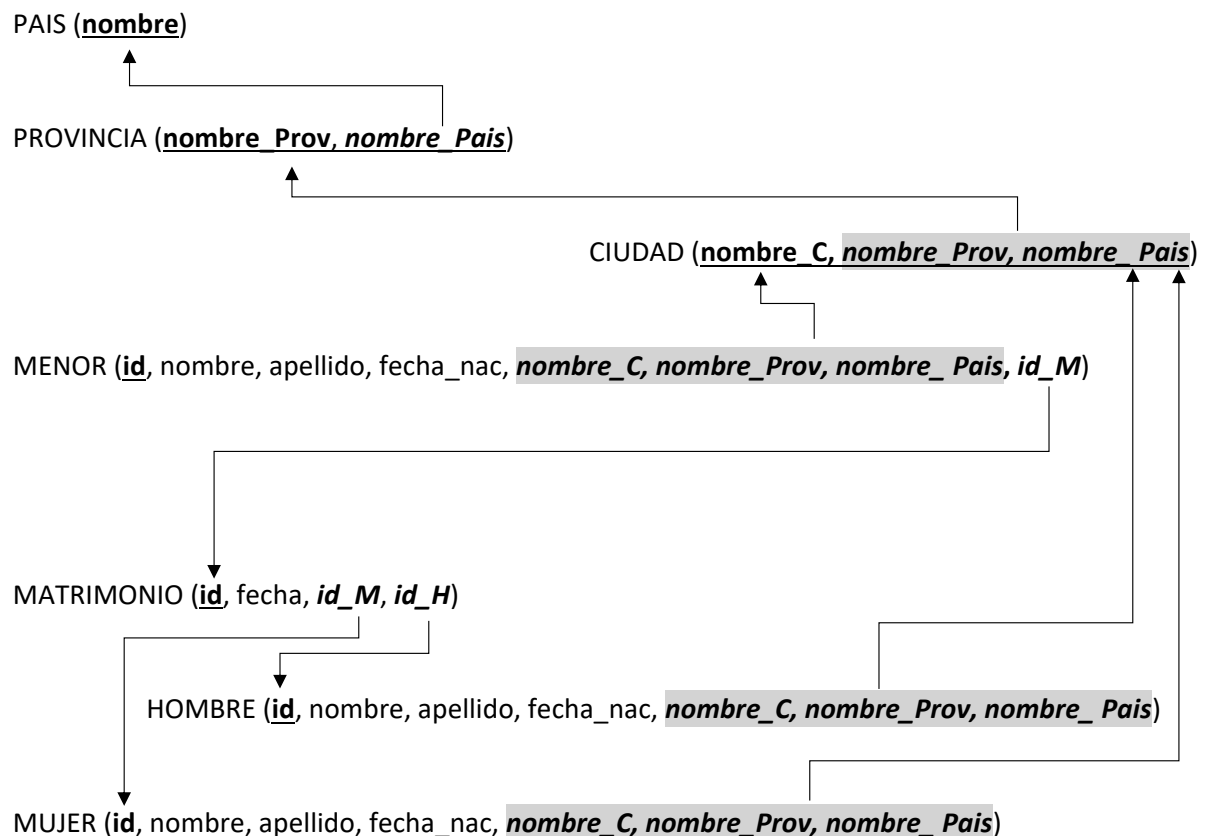 PAIS (nombre)
PROVINCIA (nombre_Prov, nombre_Pais)
CIUDAD (nombre_C, nombre_Prov, nombre_ Pais)
MENOR (id, nombre, apellido, fecha_nac, nombre_C, nombre_Prov, nombre_ Pais, id_M)
MATRIMONIO (id, fecha, id_M, id_H)
HOMBRE (id, nombre, apellido, fecha_nac, nombre_C, nombre_Prov, nombre_ Pais)
MUJER (id, nombre, apellido, fecha_nac, nombre_C, nombre_Prov, nombre_ Pais)